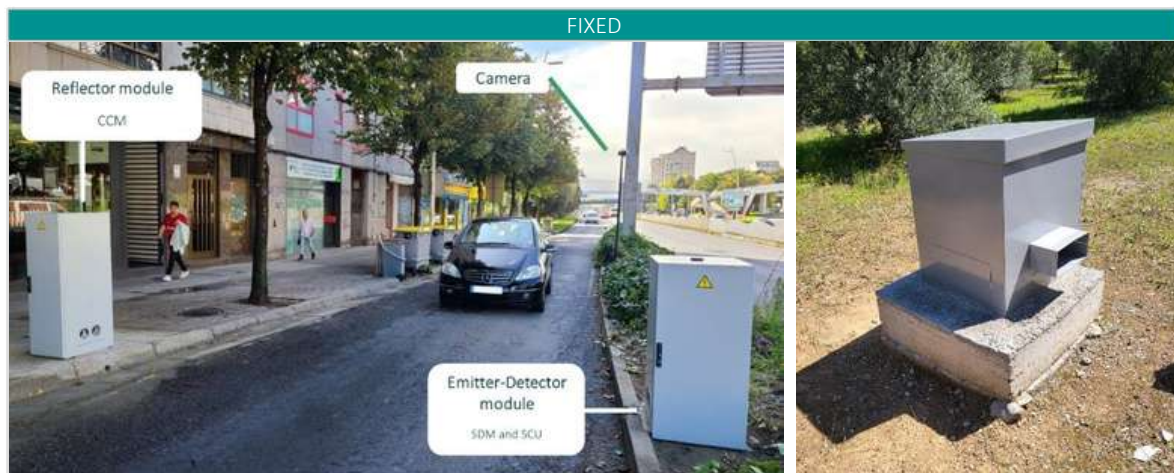 FIXED
Reflector module
CCM
Camera
Emitter-Detector
module
SDM and SCU